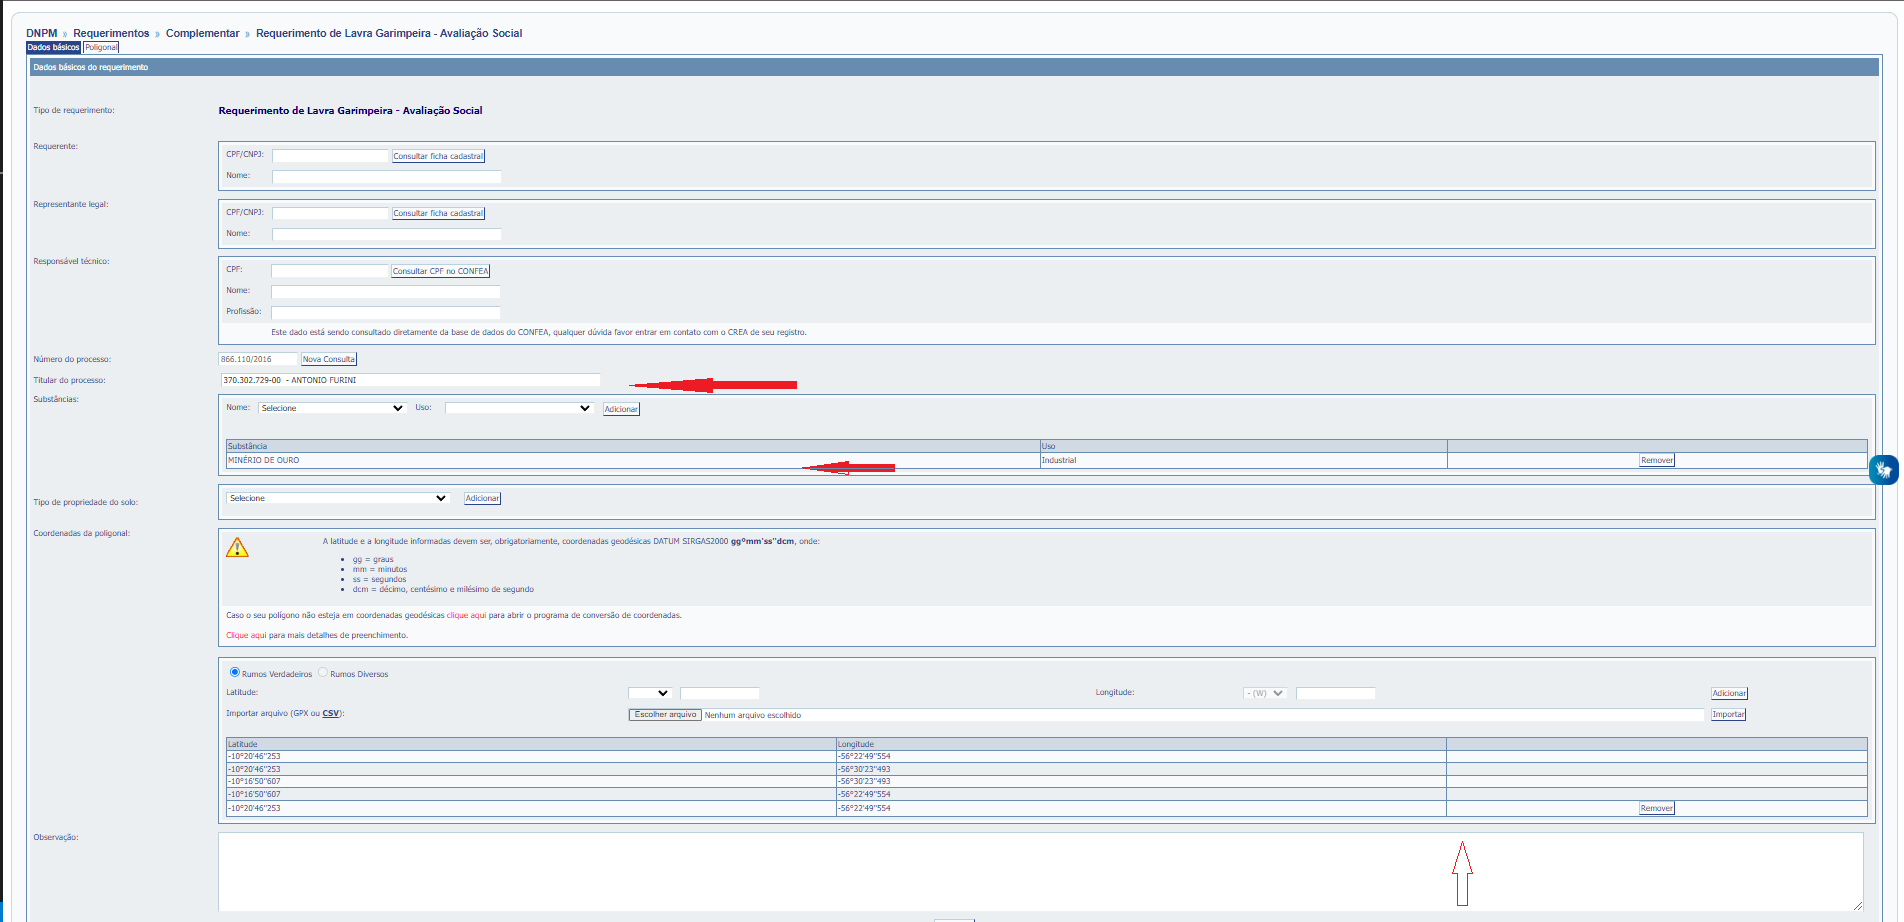 DNPM » Requerimentos » Complementar » Requerimento de Lavra Garimpeira - Avaliação Social
Dados básicos Poligonal
Dados básicos do requerimento
Tipo de requerimento: Requerimento de Lavra Garimpeira - Avaliação Social
Requerente:
CPF/CNPJ: Consultar ficha cadastral
Nome:
Representante legal:
CPF/CNPJ: Consultar ficha cadastral
Nome:
Responsável técnico:
CPF: Consultar CPF no CONFEA
Nome:
Profissão:
Este dado está sendo consultado diretamente da base de dados do CONFEA, qualquer dúvida favor entrar em contato com o CREA de seu registro.
Número do processo: 866.110/2016 Nova Consulta
Titular do processo: 370.302.729-00 - ANTONIO FURINI
Substâncias:
Nome: Selecione Uso: Adicionar
Substância Uso
MINÉRIO DE OURO Industrial Remover
Tipo de propriedade do solo: Selecione Adicionar
Coordenadas da poligonal:
A latitude e a longitude informadas devem ser, obrigatoriamente, coordenadas geodésicas DATUM SIRGAS2000 ggºmm'ss"dcm, onde:
• gg = graus
• mm = minutos
• ss = segundos
• dcm = décimo, centésimo e milésimo de segundo
Caso o seu polígono não esteja em coordenadas geodésicas clique aqui para abrir o programa de conversão de coordenadas.
Clique aqui para mais detalhes de preenchimento.
Rumos Verdadeiros Rumos Diversos
Latitude: Longitude: - (W) Adicionar
Importar arquivo (GPX ou CSV): Escolher arquivo Nenhum arquivo escolhido Importar
Latitude Longitude
-10°20'46"253 -56°22'49"554
-10°20'46"253 -56°30'23"493
-10°16'50"607 -56°30'23"493
-10°16'50"607 -56°22'49"554
-10°20'46"253 -56°22'49"554 Remover
Observação: